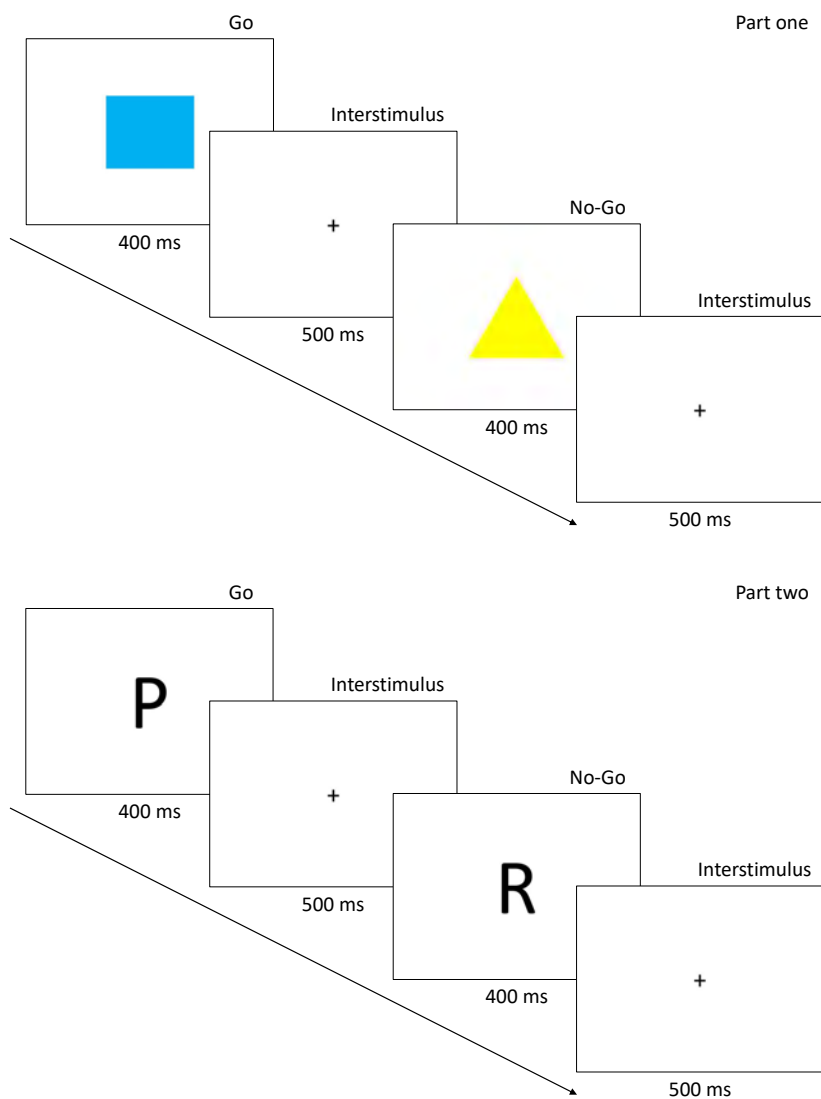 Go
Part one
Interstimulus
400 ms
+
No-Go
500 ms
Interstimulus
400 ms
+
500 ms
Go
Part two
P
Interstimulus
400 ms
+
No-Go
500 ms
R
Interstimulus
400 ms
+
500 ms